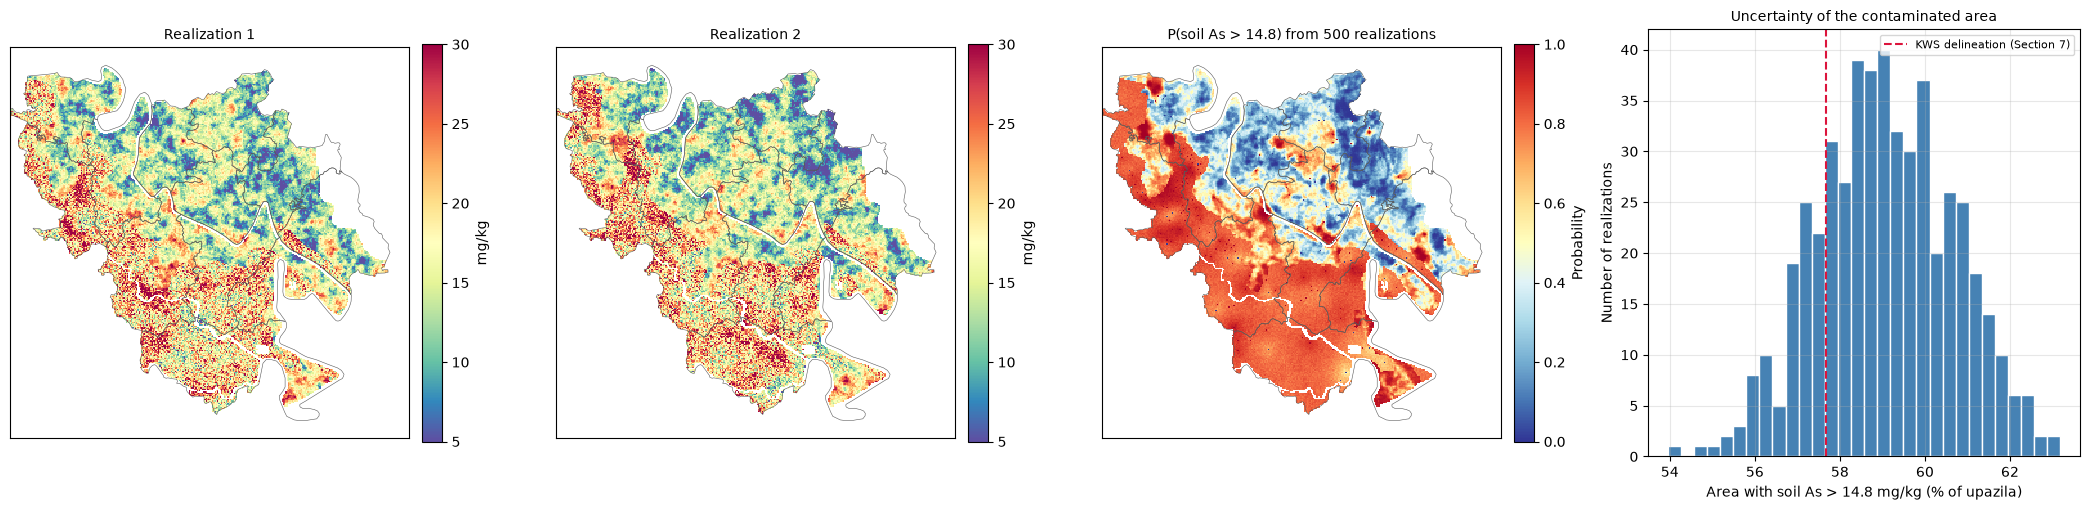 Realization 1
30
25
20
15
10
5
mg/kg
Realization 2
30
25
20
15
10
5
mg/kg
P(soil As > 14.8) from 500 realizations
1.0
0.8
0.6
0.4
0.2
0.0
Probability
Uncertainty of the contaminated area
KWS delineation (Section 7)
40
35
30
25
20
15
10
5
0
Number of realizations
54 56 58 60 62
Area with soil As > 14.8 mg/kg (% of upazila)